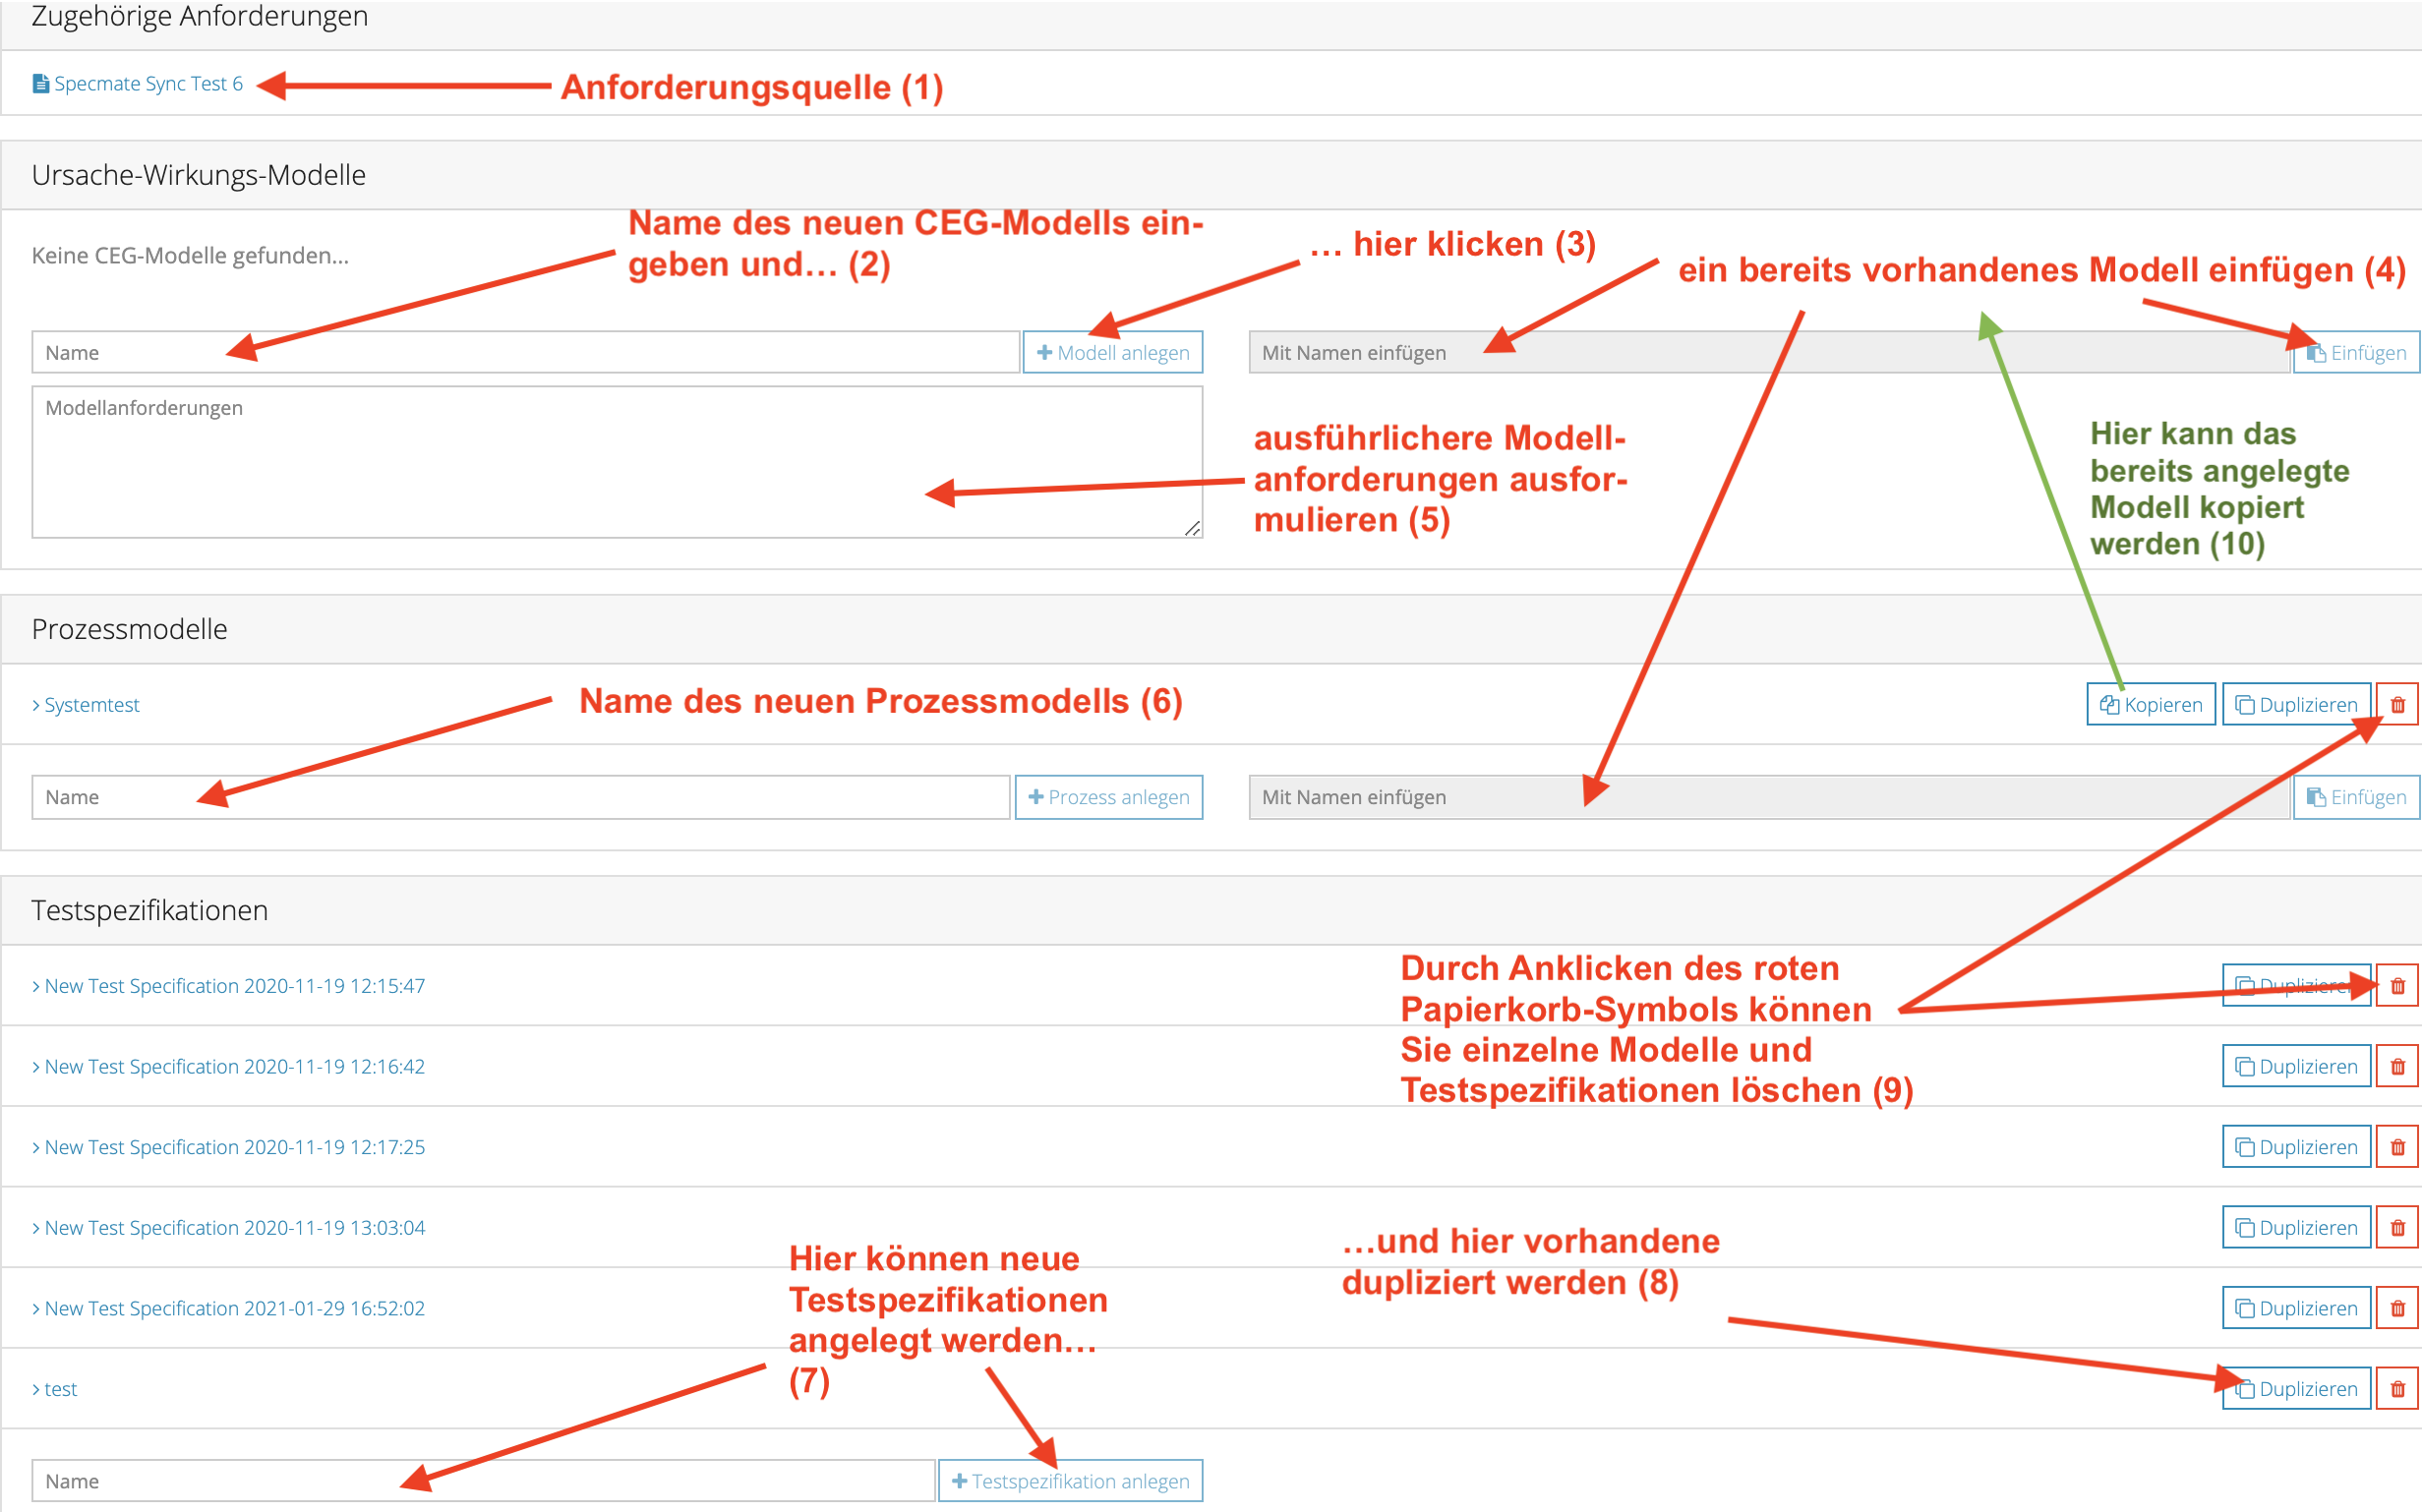 Zugehörige Anforderungen
Specmate Sync Test 6
Anforderungsquelle (1)
Ursache-Wirkungs-Modelle
Keine CEG-Modelle gefunden...
Name des neuen CEG-Modells ein-
geben und… (2)
… hier klicken (3)
ein bereits vorhandenes Modell einfügen (4)
Name
Modell anlegen
Mit Namen einfügen
Einfügen
Modellanforderungen
ausführlichere Modell-
anforderungen ausfor-
mulieren (5)
Hier kann das
bereits angelegte
Modell kopiert
werden (10)
Prozessmodelle
Systemtest
Name des neuen Prozessmodells (6)
Kopieren
Duplizieren
Name
Prozess anlegen
Mit Namen einfügen
Einfügen
Testspezifikationen
New Test Specification 2020-11-19 12:15:47
Duplizieren
Durch Anklicken des roten
Papierkorb-Symbols können
Sie einzelne Modelle und
Testspezifikationen löschen (9)
New Test Specification 2020-11-19 12:16:42
Duplizieren
New Test Specification 2020-11-19 12:17:25
Duplizieren
New Test Specification 2020-11-19 13:03:04
Duplizieren
Hier können neue
Testspezifikationen
angelegt werden…
(7)
…und hier vorhandene
dupliziert werden (8)
New Test Specification 2021-01-29 16:52:02
Duplizieren
test
Duplizieren
Name
Testspezifikation anlegen